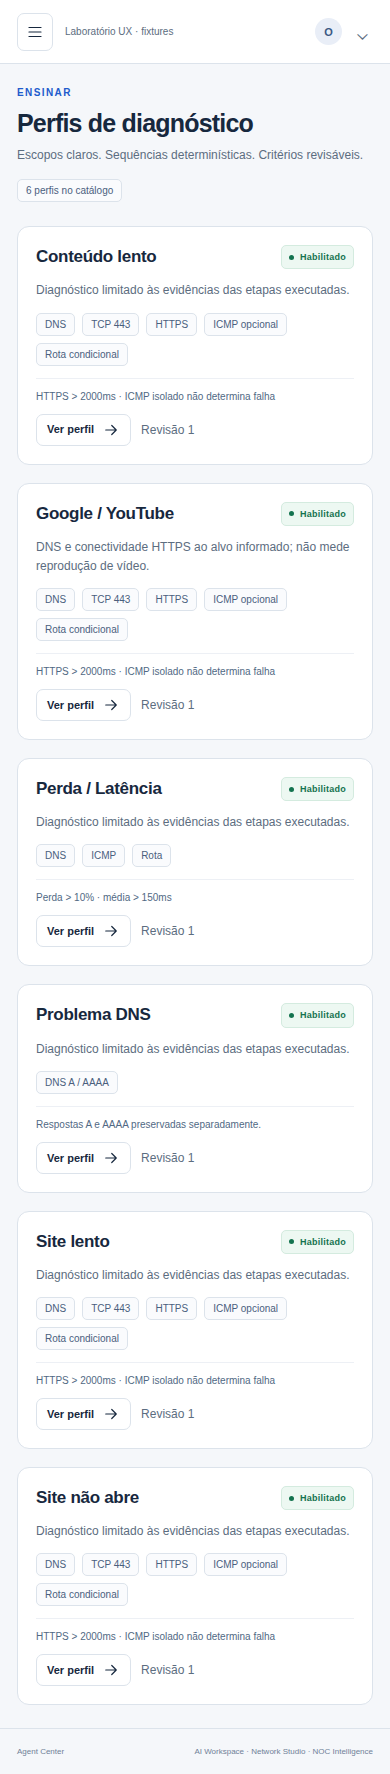 Laboratório UX · fixtures
O
ENSINAR
Perfis de diagnóstico
Escopos claros. Sequências determinísticas. Critérios revisáveis.
6 perfis no catálogo
Conteúdo lento
Habilitado
Diagnóstico limitado às evidências das etapas executadas.
DNS TCP 443 HTTPS ICMP opcional
Rota condicional
HTTPS > 2000ms · ICMP isolado não determina falha
Ver perfil Revisão 1
Google / YouTube
Habilitado
DNS e conectividade HTTPS ao alvo informado; não mede
reprodução de vídeo.
DNS TCP 443 HTTPS ICMP opcional
Rota condicional
HTTPS > 2000ms · ICMP isolado não determina falha
Ver perfil Revisão 1
Perda / Latência
Habilitado
Diagnóstico limitado às evidências das etapas executadas.
DNS ICMP Rota
Perda > 10% · média > 150ms
Ver perfil Revisão 1
Problema DNS
Habilitado
Diagnóstico limitado às evidências das etapas executadas.
DNS A / AAAA
Respostas A e AAAA preservadas separadamente.
Ver perfil Revisão 1
Site lento
Habilitado
Diagnóstico limitado às evidências das etapas executadas.
DNS TCP 443 HTTPS ICMP opcional
Rota condicional
HTTPS > 2000ms · ICMP isolado não determina falha
Ver perfil Revisão 1
Site não abre
Habilitado
Diagnóstico limitado às evidências das etapas executadas.
DNS TCP 443 HTTPS ICMP opcional
Rota condicional
HTTPS > 2000ms · ICMP isolado não determina falha
Ver perfil Revisão 1
Agent Center
AI Workspace · Network Studio · NOC Intelligence